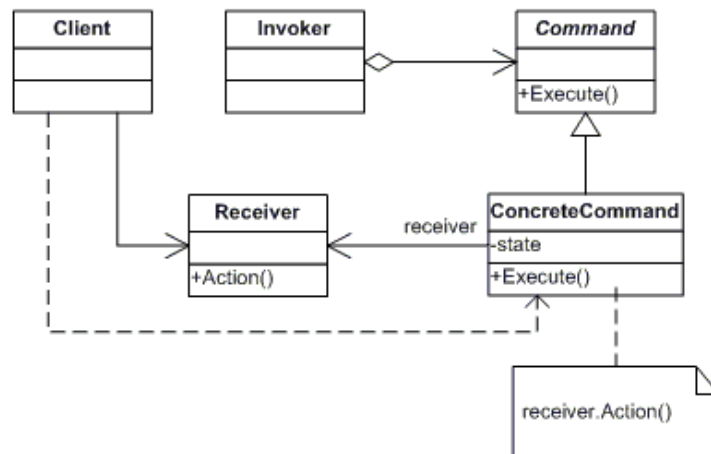 Client
Invoker
Command
+Execute()
Receiver
+Action()
receiver
ConcreteCommand
-state
+Execute()
receiver.Action()